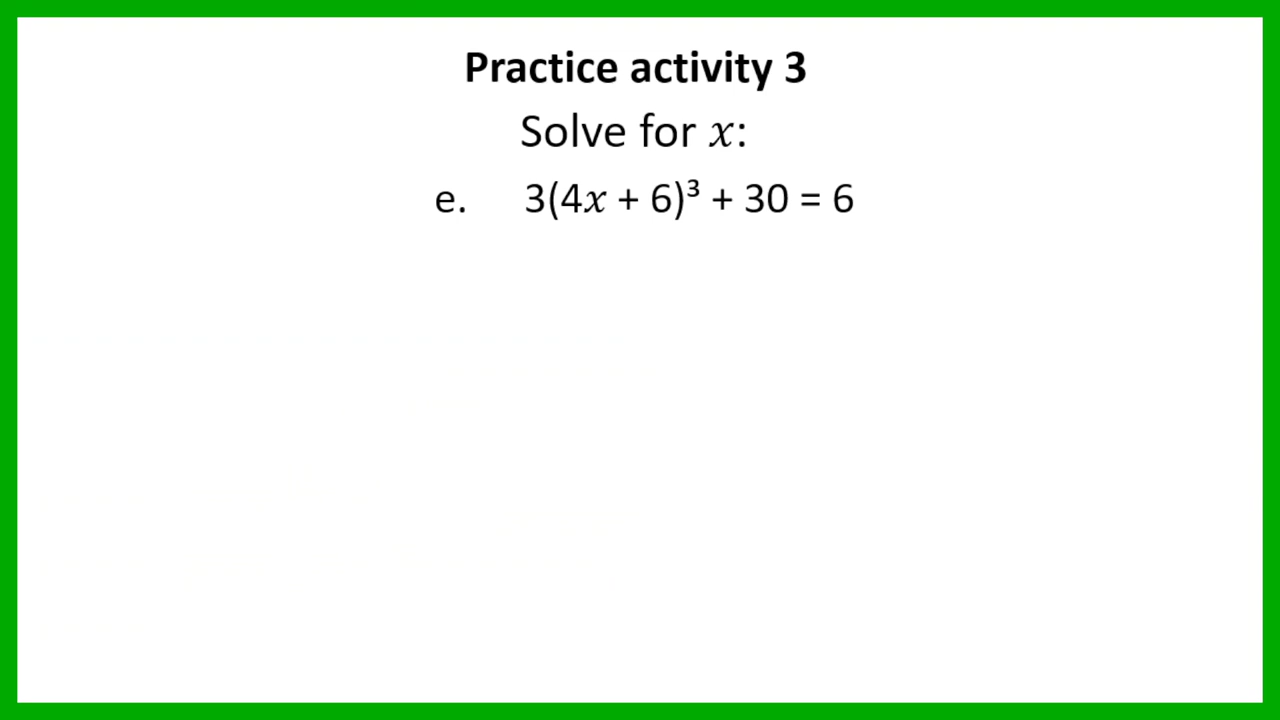 Practice activity 3
Solve for 𝑥:
e. 3(4𝑥 + 6)³ + 30 = 6